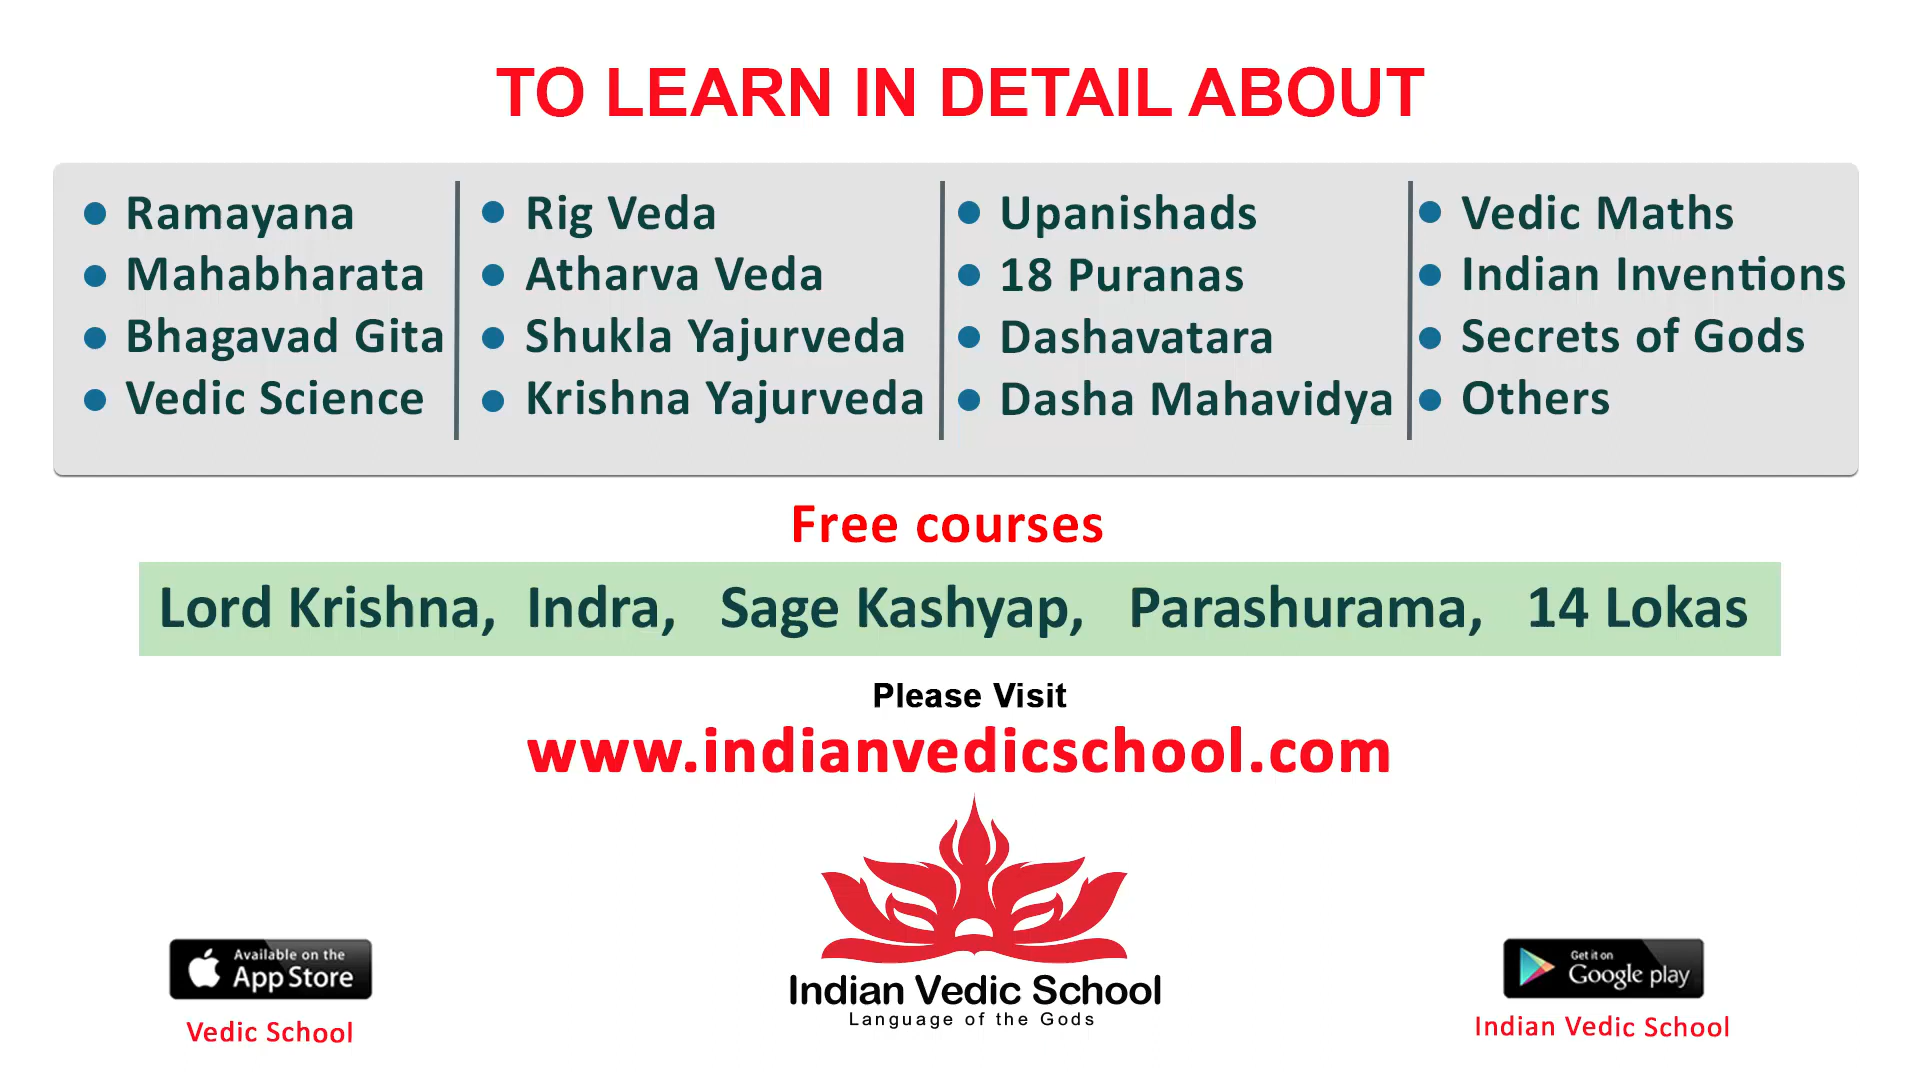 TO LEARN IN DETAIL ABOUT
Ramayana
Mahabharata
Bhagavad Gita
Vedic Science
Rig Veda
Atharva Veda
Shukla Yajurveda
Krishna Yajurveda
Upanishads
18 Puranas
Dashavatara
Dasha Mahavidya
Vedic Maths
Indian Inventions
Secrets of Gods
Others
Free courses
Lord Krishna, Indra, Sage Kashyap, Parashurama, 14 Lokas
Please Visit
www.indianvedicschool.com
Indian Vedic School
Language of the Gods
Available on the
App Store
Vedic School
Get it on
Google play
Indian Vedic School